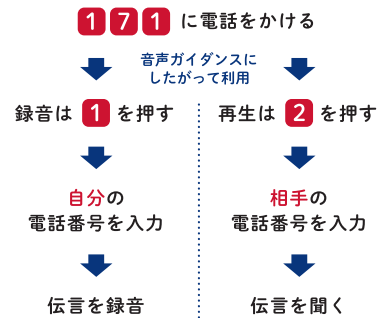 171 に電話をかける
音声ガイダンスに
したがって利用
録音は 1 を押す
自分の
電話番号を入力
伝言を録音
再生は 2 を押す
相手の
電話番号を入力
伝言を聞く